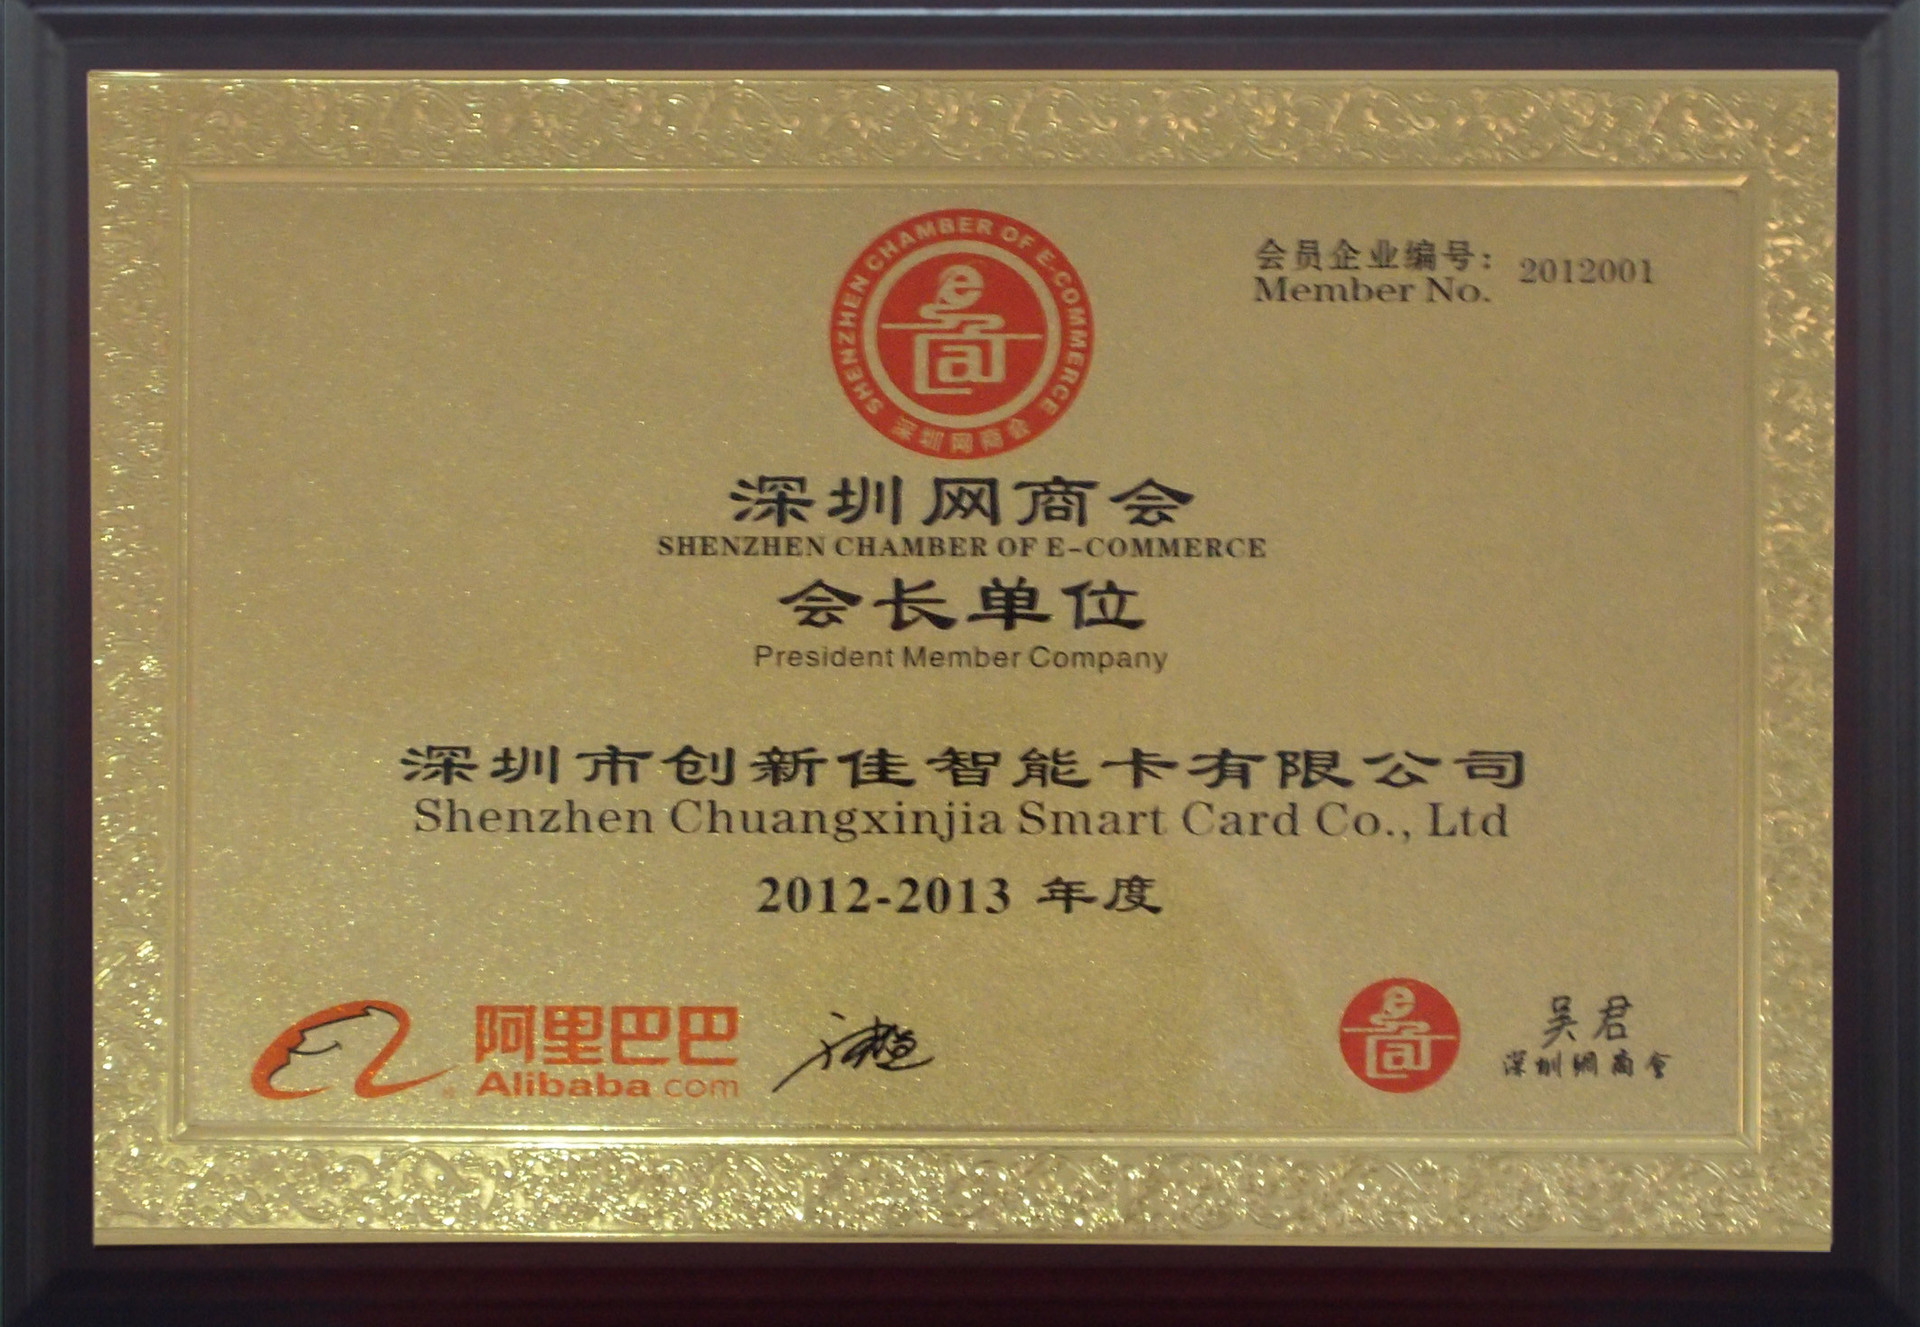 SHENZHEN CHAMBER OF E-COMMERCE
深圳网商会
会员企业编号: 2012001
Member No.
深圳网商会
SHENZHEN CHAMBER OF E-COMMERCE
会长单位
President Member Company
深圳市创新佳智能卡有限公司
Shenzhen Chuangxinjia Smart Card Co., Ltd
2012-2013 年度
阿里巴巴
Alibaba.com
吴君
深圳網商會